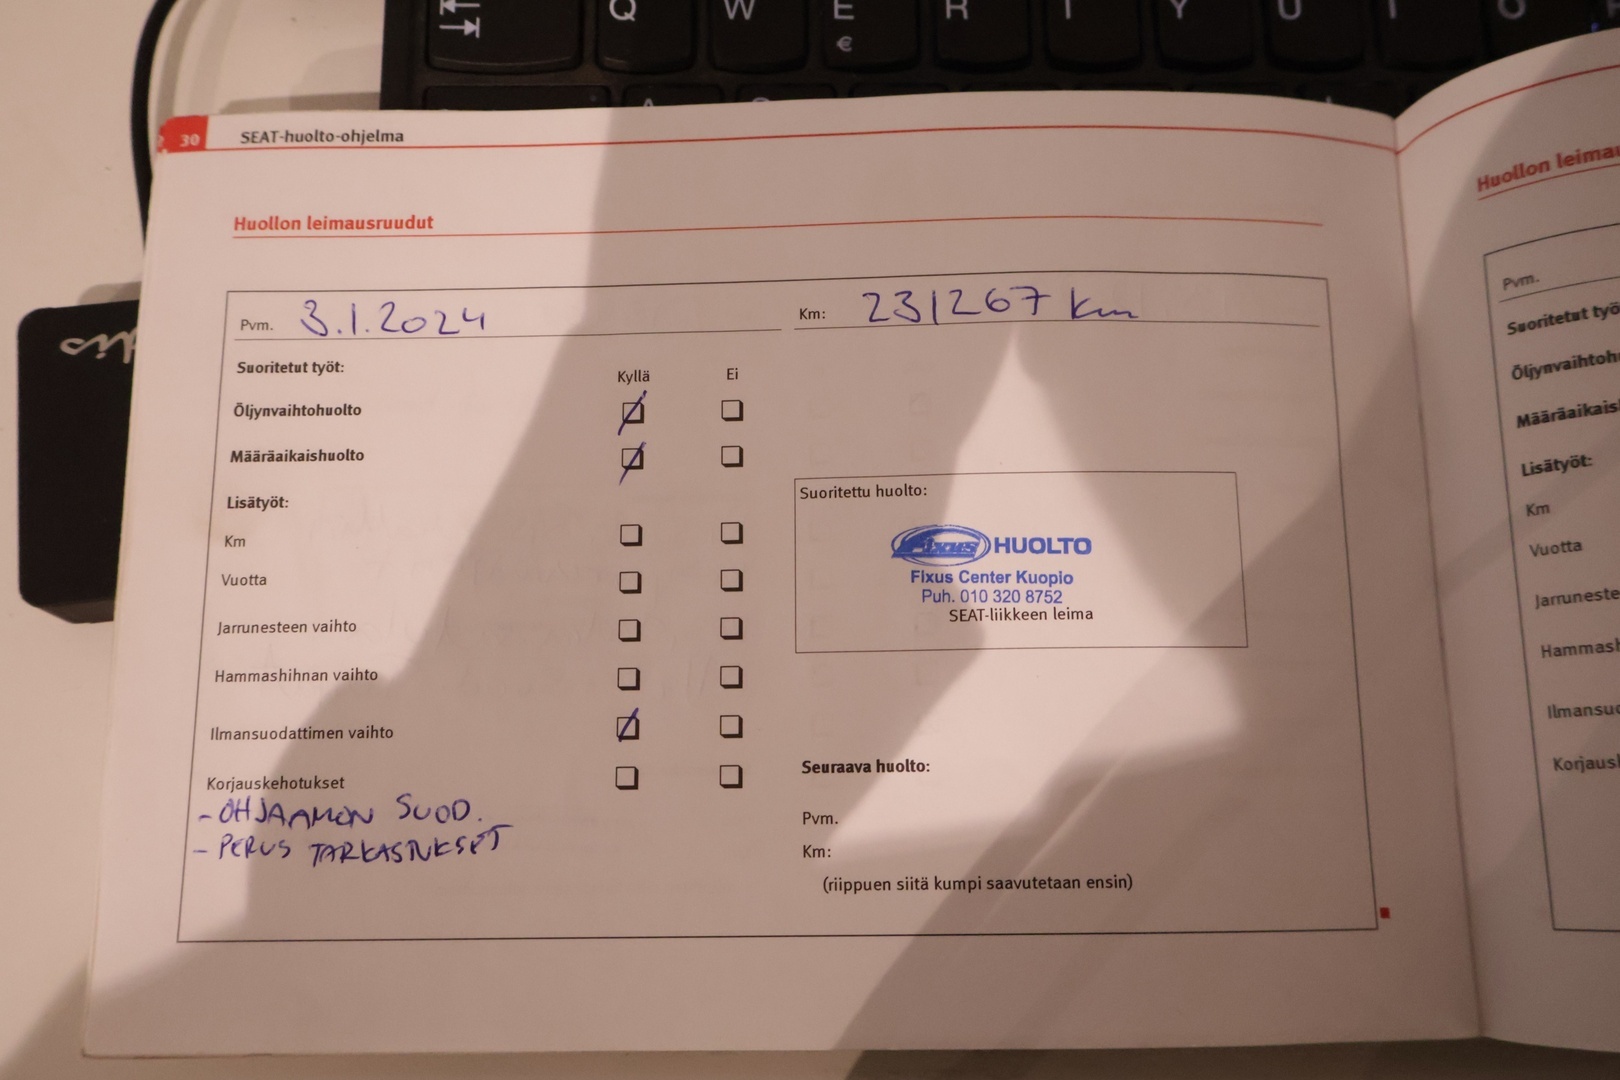 Q W E R T Y U I O
€
30 SEAT-huolto-ohjelma
Huollon leimausruudut
Pvm. 3.1.2024 Km: 231267 km
Suoritetut työt:
Kyllä Ei
Öljynvaihtohuolto
Määräaikaishuolto
Lisätyöt:
Km
Vuotta
Jarrunesteen vaihto
Hammashihnan vaihto
Ilmansuodattimen vaihto
Korjauskehotukset
- OHJAAMON SUOD.
- PERUS TARKASTUKSET
Suoritettu huolto:
Fixus HUOLTO
Fixus Center Kuopio
Puh. 010 320 8752
SEAT-liikkeen leima
Seuraava huolto:
Pvm.
Km:
(riippuen siitä kumpi saavutetaan ensin)
Huollon leimau
Pvm.
Suoritetut työ
Öljynvaihtoh
Määräaikais
Lisätyöt:
Km
Vuotta
Jarrunestee
Hammash
Ilmansuo
Korjausk